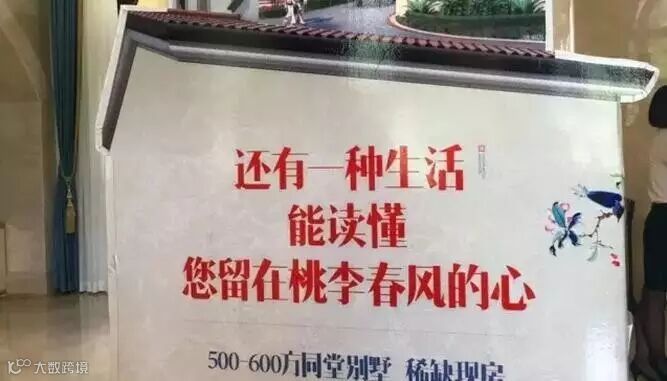 还有一种生活
能读懂
您留在桃李春风的心
500-600方同堂别墅 稀缺现房
大数跨境